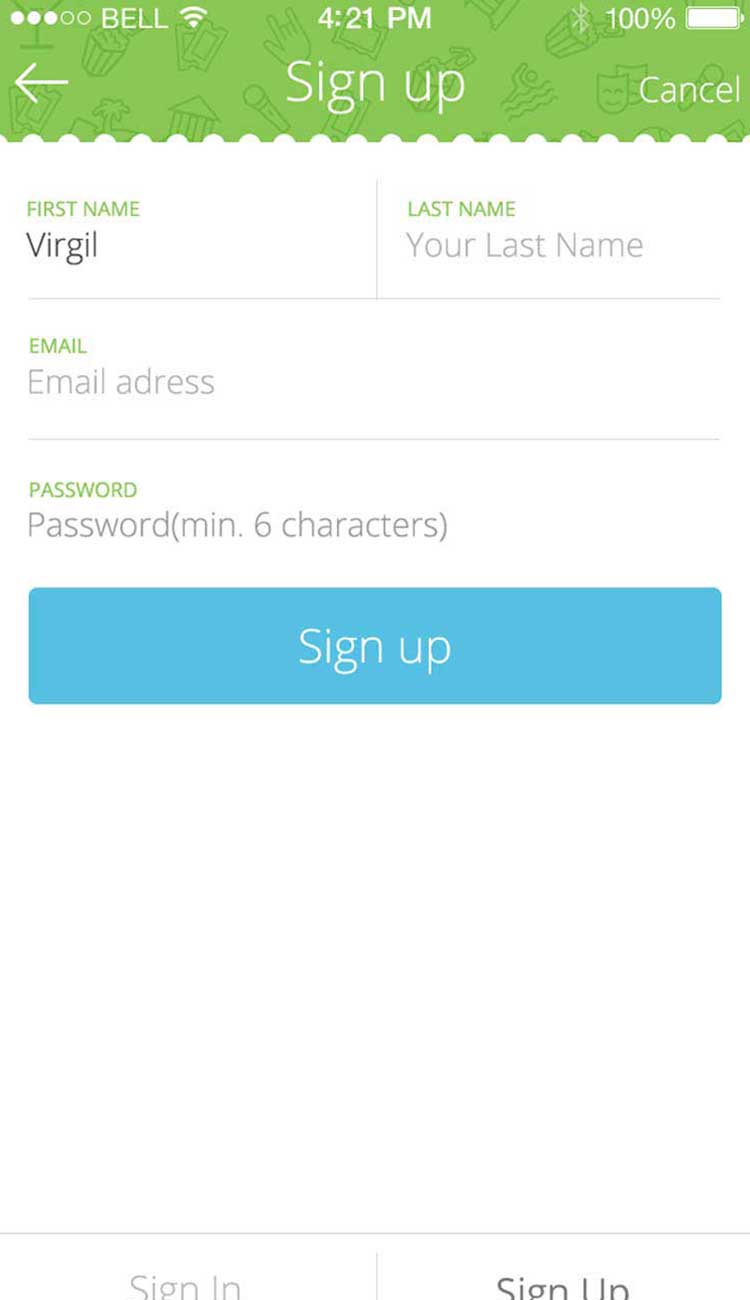 BELL 4:21 PM 100%
Sign up
Cancel
FIRST NAME
Virgil
LAST NAME
Your Last Name
EMAIL
Email adress
PASSWORD
Password(min. 6 characters)
Sign up
Sign In
Sign Up